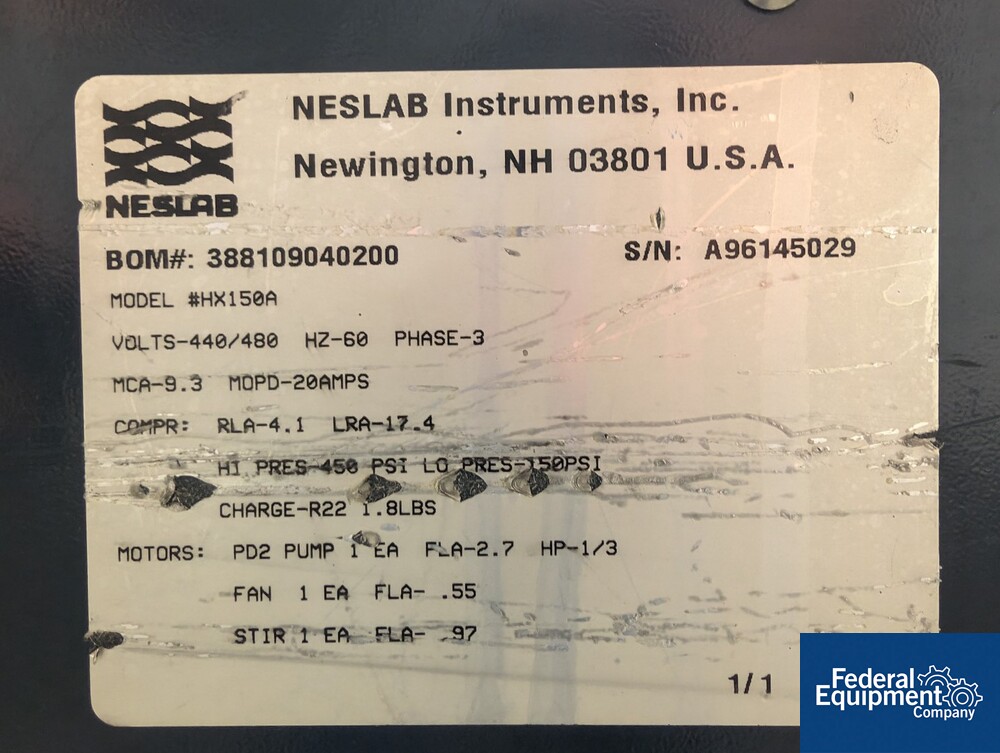 NESLAB Instruments, Inc.
Newington, NH 03801 U.S.A.
NESLAB
BOM#: 388109040200 S/N: A96145029
MODEL #HX150A
VOLTS-440/480 HZ-60 PHASE-3
MCA-9.3 MOPD-20AMPS
COMPR: RLA-4.1 LRA-17.4
HI PRES-450 PSI LO PRES-150PSI
CHARGE-R22 1.8LBS
MOTORS: PD2 PUMP 1 EA FLA-2.7 HP-1/3
FAN 1 EA FLA- .55
STIR 1 EA FLA- .97
1/1
Federal
Equipment
Company